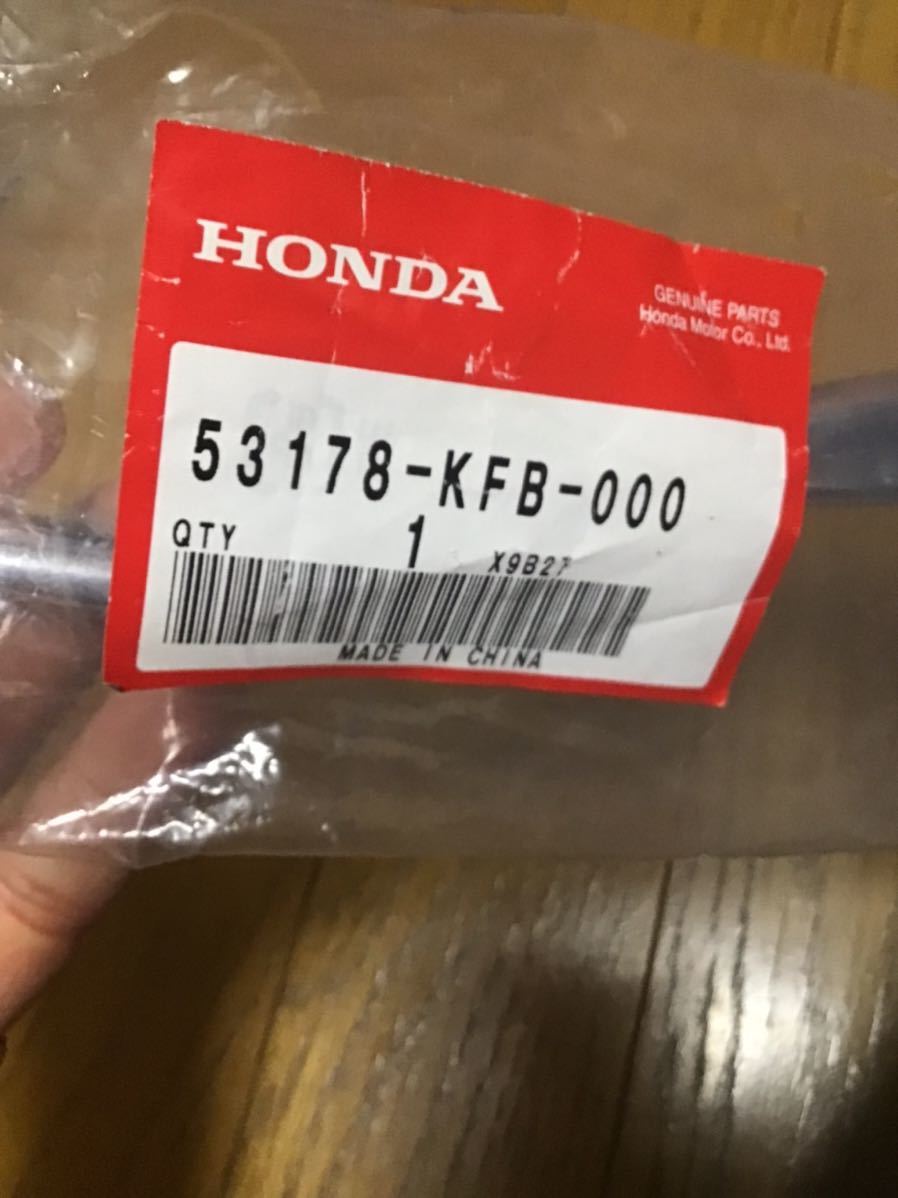 HONDA
GENUINE PARTS
Honda Motor Co., Ltd.
53178-KFB-000
QTY 1 X9B27
MADE IN CHINA